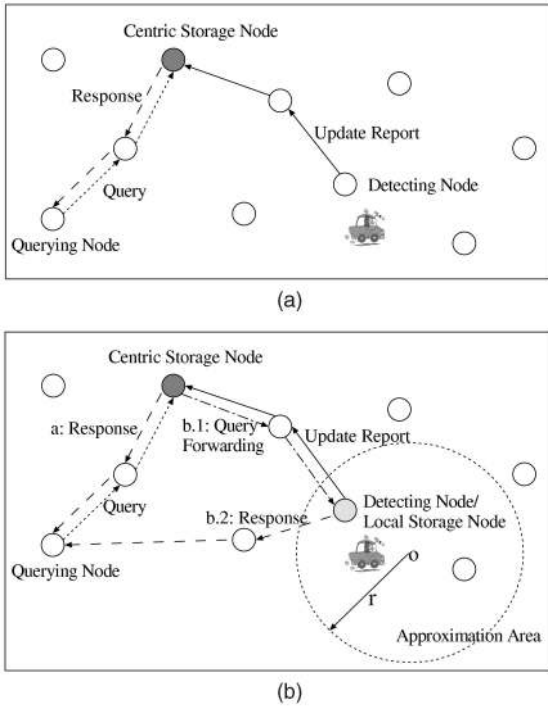 Centric Storage Node
Response
Update Report
Query
Detecting Node
Querying Node
(a)
Centric Storage Node
a: Response
b.1: Query
Forwarding
Update Report
Query
b.2: Response
Detecting Node/
Local Storage Node
Querying Node
o
r
Approximation Area
(b)